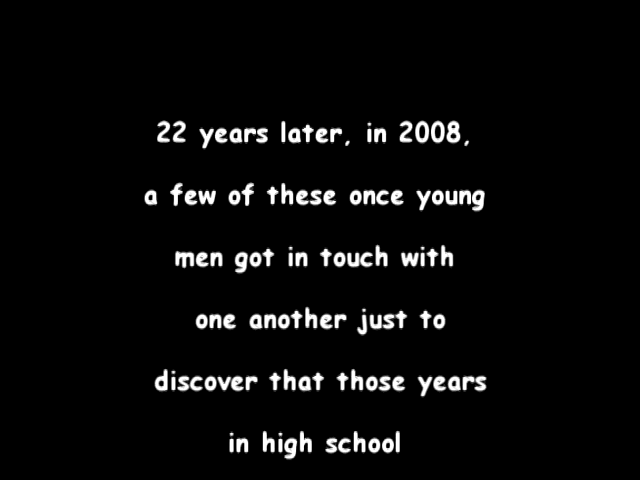 22 years later, in 2008,
a few of these once young
men got in touch with
one another just to
discover that those years
in high school